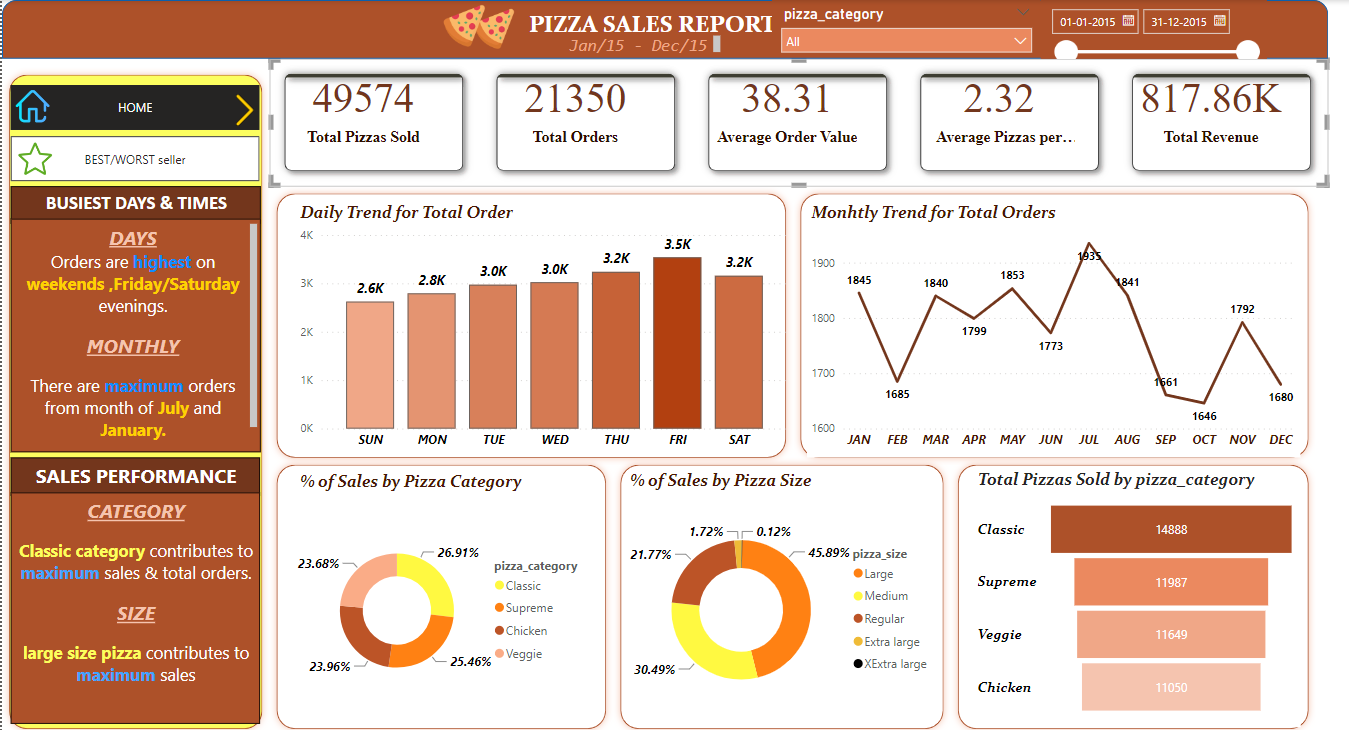 PIZZA SALES REPORT
Jan/15 - Dec/15
pizza_category
All
01-01-2015
31-12-2015
HOME
BEST/WORST seller
BUSIEST DAYS & TIMES
DAYS
Orders are highest on
weekends ,Friday/Saturday
evenings.
MONTHLY
There are maximum orders
from month of July and
January.
SALES PERFORMANCE
CATEGORY
Classic category contributes to
maximum sales & total orders.
SIZE
large size pizza contributes to
maximum sales
49574
Total Pizzas Sold
21350
Total Orders
38.31
Average Order Value
2.32
Average Pizzas per…
817.86K
Total Revenue
Daily Trend for Total Order
4K
3K
2K
1K
0K
2.6K
2.8K
3.0K
3.0K
3.2K
3.5K
3.2K
SUN MON TUE WED THU FRI SAT
Monhtly Trend for Total Orders
1900
1800
1700
1600
1845
1685
1840
1799
1853
1773
1935
1841
1661
1646
1792
1680
JAN FEB MAR APR MAY JUN JUL AUG SEP OCT NOV DEC
% of Sales by Pizza Category
26.91%
25.46%
23.96%
23.68%
pizza_category
Classic
Supreme
Chicken
Veggie
% of Sales by Pizza Size
1.72%
0.12%
21.77%
45.89%
30.49%
pizza_size
Large
Medium
Regular
Extra large
XExtra large
Total Pizzas Sold by pizza_category
Classic 14888
Supreme 11987
Veggie 11649
Chicken 11050